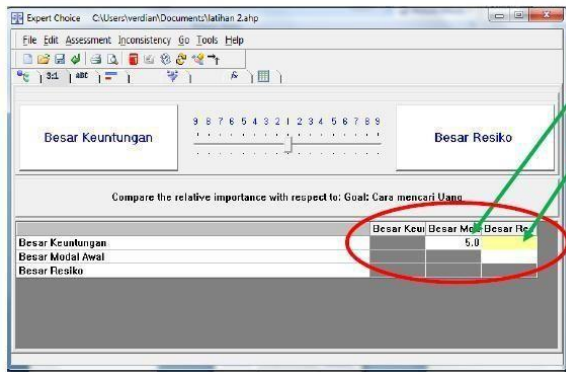 Expert Choice C:\Users\verdian\Documents\latihan 2.ahp
File Edit Assessment Inconsistency Go Tools Help
3:1 ABC
Besar Keuntungan
9 8 7 6 5 4 3 2 1 2 3 4 5 6 7 8 9
Besar Resiko
Compare the relative importance with respect to: Goal: Cara mencari Uang
Besar Keu Besar Mod Besar Re
Besar Keuntungan 5.0
Besar Modal Awal
Besar Resiko